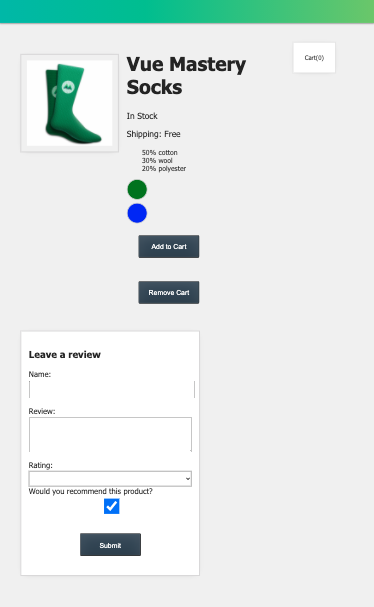 Cart(0)
Vue Mastery
Socks
In Stock
Shipping: Free
50% cotton
30% wool
20% polyester
Add to Cart
Remove Cart
Leave a review
Name:
Review:
Rating:
Would you recommend this product?
Submit